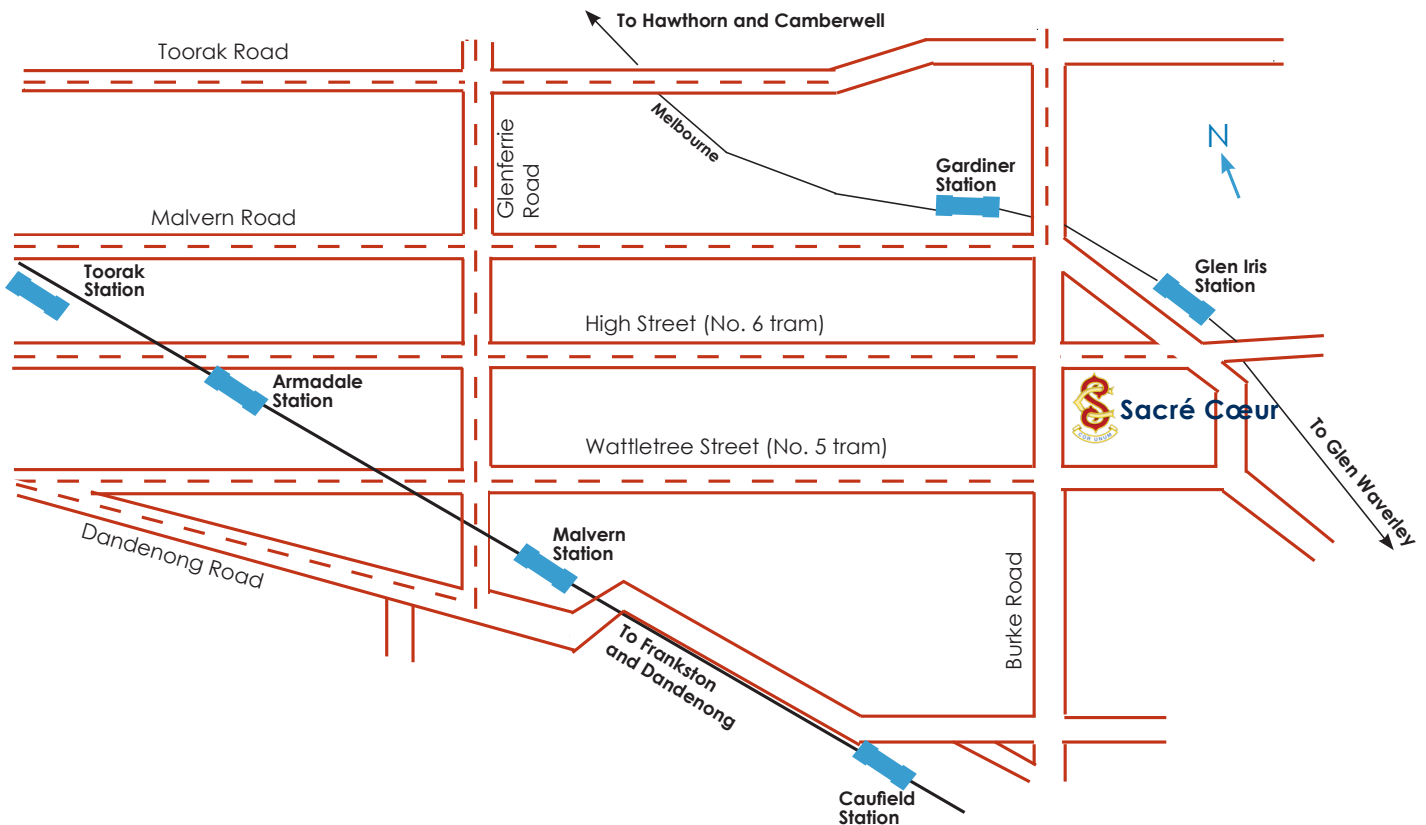 To Hawthorn and Camberwell
Toorak Road
Melbourne
Glenferrie
Road
N
Gardiner
Station
Malvern Road
Toorak
Station
Glen Iris
Station
High Street (No. 6 tram)
Armadale
Station
Sacré Cœur
COR UNUM
Wattletree Street (No. 5 tram)
To Glen Waverley
Dandenong Road
Malvern
Station
Burke Road
To Frankston
and Dandenong
Caufield
Station